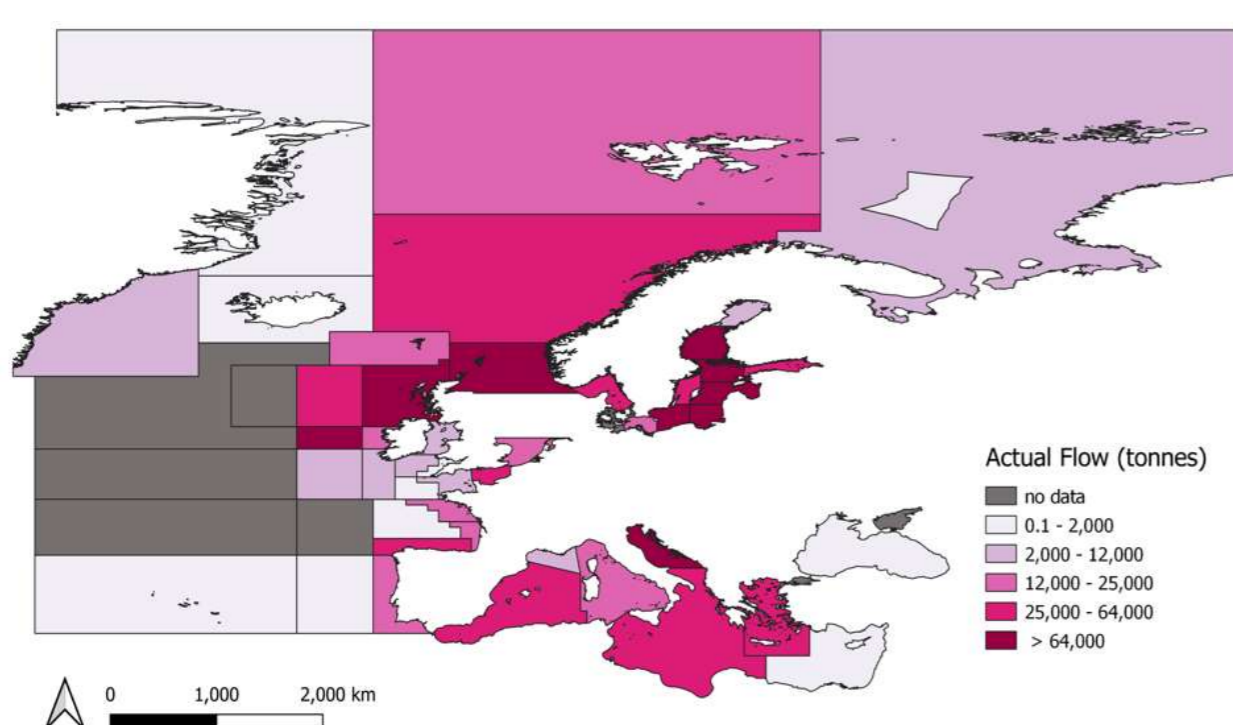 Actual Flow (tonnes)
no data
0.1 - 2,000
2,000 - 12,000
12,000 - 25,000
25,000 - 64,000
> 64,000
0 1,000 2,000 km